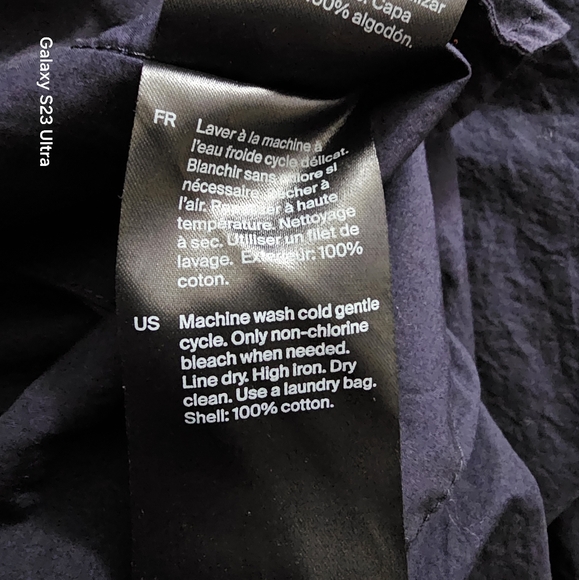 Capa
100% algodón.
FR
Laver à la machine à
l'eau froide cycle délicat.
Blanchir sans chlore si
nécessaire. Sécher à
l'air. Repasser à haute
température. Nettoyage
à sec. Utiliser un filet de
lavage. Extérieur: 100%
coton.
US
Machine wash cold gentle
cycle. Only non-chlorine
bleach when needed.
Line dry. High iron. Dry
clean. Use a laundry bag.
Shell: 100% cotton.
Galaxy S23 Ultra